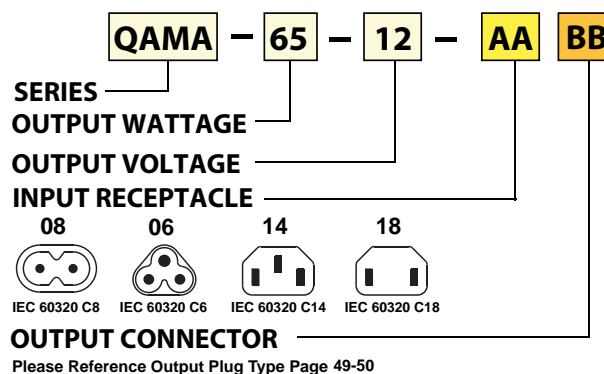 QAMA - 65 - 12 - AA BB
SERIES
OUTPUT WATTAGE
OUTPUT VOLTAGE
INPUT RECEPTACLE
08 06 14 18
IEC 60320 C8 IEC 60320 C6 IEC 60320 C14 IEC 60320 C18
OUTPUT CONNECTOR
Please Reference Output Plug Type Page 49-50